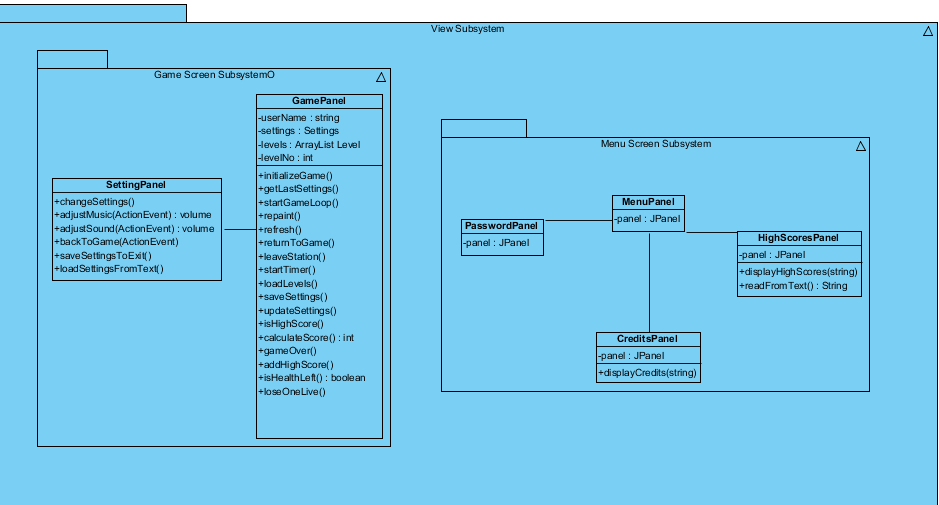 View Subsystem
Game Screen SubsystemO
GamePanel
-userName : string
-settings : Settings
-levels : ArrayList Level
-levelNo : int
+initializeGame()
+getLastSettings()
+startGameLoop()
+repaint()
+refresh()
+returnToGame()
+leaveStation()
+startTimer()
+loadLevels()
+saveSettings()
+updateSettings()
+isHighScore()
+calculateScore() : int
+gameOver()
+addHighScore()
+isHealthLeft() : boolean
+loseOneLive()
SettingPanel
+changeSettings()
+adjustMusic(ActionEvent) : volume
+adjustSound(ActionEvent) : volume
+backToGame(ActionEvent)
+saveSettingsToExit()
+loadSettingsFromText()
Menu Screen Subsystem
MenuPanel
-panel : JPanel
PasswordPanel
-panel : JPanel
HighScoresPanel
-panel : JPanel
+displayHighScores(string)
+readFromText() : String
CreditsPanel
-panel : JPanel
+displayCredits(string)